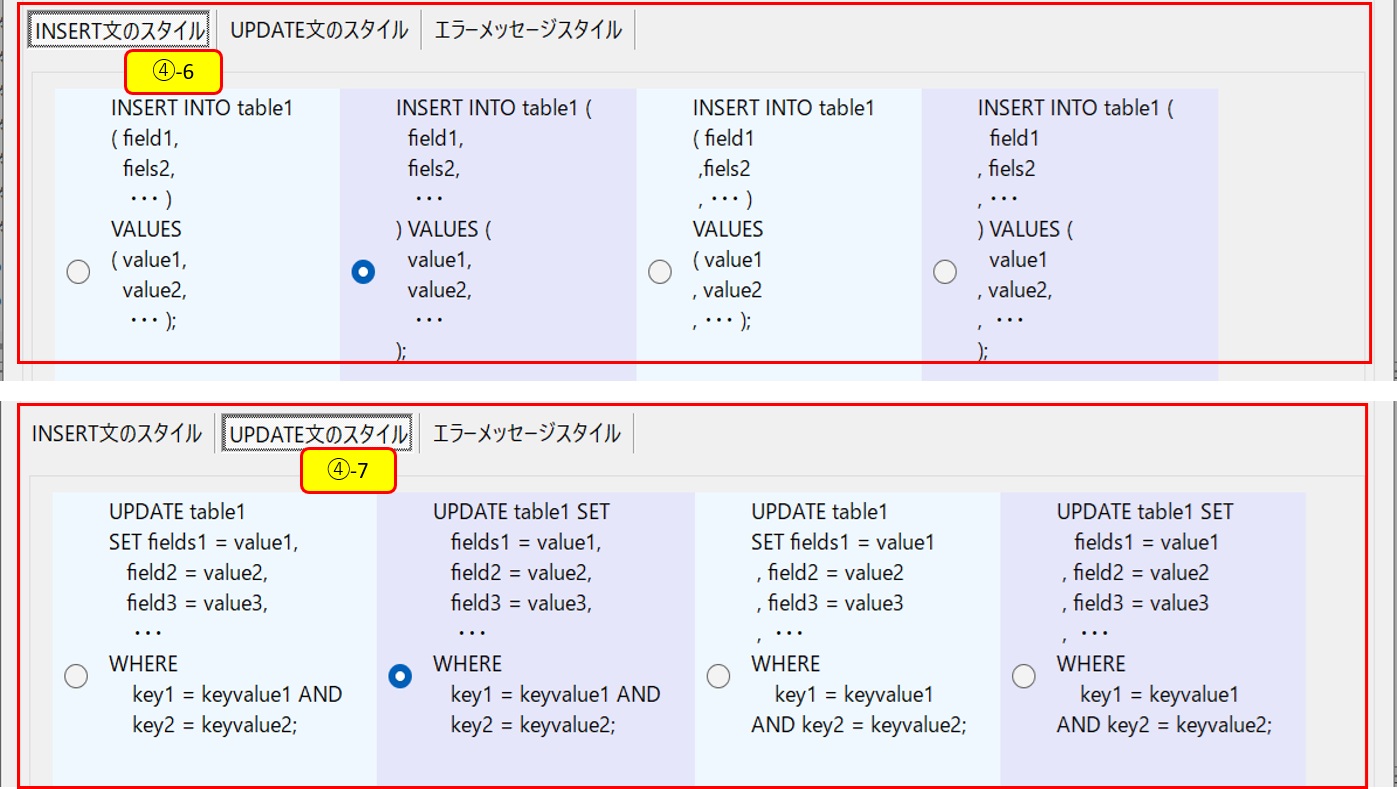 INSERT文のスタイル UPDATE文のスタイル エラーメッセージスタイル
④-6
INSERT INTO table1
( field1,
fiels2,
・・・ )
VALUES
( value1,
value2,
・・・ );
INSERT INTO table1 (
field1,
fiels2,
・・・
) VALUES (
value1,
value2,
・・・
);
INSERT INTO table1
( field1
,fiels2
, ・・・ )
VALUES
( value1
, value2
, ・・・ );
INSERT INTO table1 (
field1
, fiels2
, ・・・
) VALUES (
value1
, value2,
, ・・・
);
INSERT文のスタイル UPDATE文のスタイル エラーメッセージスタイル
④-7
UPDATE table1
SET fields1 = value1,
field2 = value2,
field3 = value3,
・・・
WHERE
key1 = keyvalue1 AND
key2 = keyvalue2;
UPDATE table1 SET
fields1 = value1,
field2 = value2,
field3 = value3,
・・・
WHERE
key1 = keyvalue1 AND
key2 = keyvalue2;
UPDATE table1
SET fields1 = value1
, field2 = value2
, field3 = value3
, ・・・
WHERE
key1 = keyvalue1
AND key2 = keyvalue2;
UPDATE table1 SET
fields1 = value1
, field2 = value2
, field3 = value3
, ・・・
WHERE
key1 = keyvalue1
AND key2 = keyvalue2;